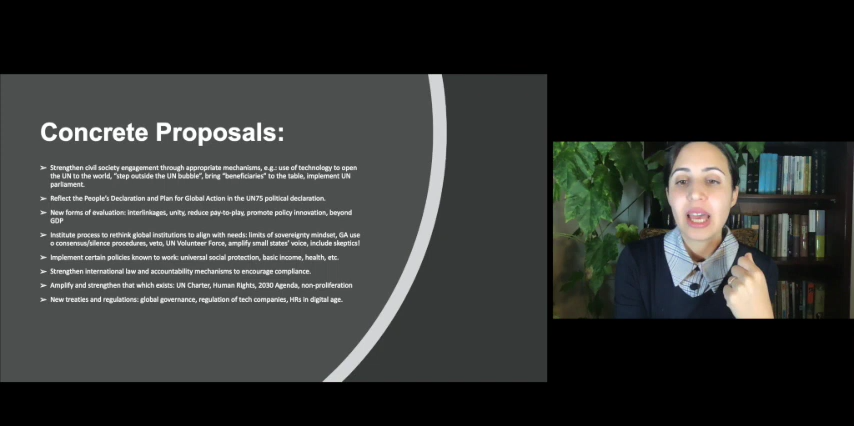 Concrete Proposals:
➢ Strengthen civil society engagement through appropriate mechanisms, e.g.: use of technology to open
the UN to the world, "step outside the UN bubble", bring "beneficiaries" to the table, implement UN
parliament.
➢ Reflect the People's Declaration and Plan for Global Action in the UN75 political declaration.
➢ New forms of evaluation: interlinkages, unity, reduce pay-to-play, promote policy innovation, beyond
GDP
➢ Institute process to rethink global institutions to align with needs: limits of sovereignty mindset, GA use
o consensus/silence procedures, veto, UN Volunteer Force, amplify small states' voice, include skeptics!
➢ Implement certain policies known to work: universal social protection, basic income, health, etc.
➢ Strengthen international law and accountability mechanisms to encourage compliance.
➢ Amplify and strengthen that which exists: UN Charter, Human Rights, 2030 Agenda, non-proliferation
➢ New treaties and regulations: global governance, regulation of tech companies, HRs in digital age.